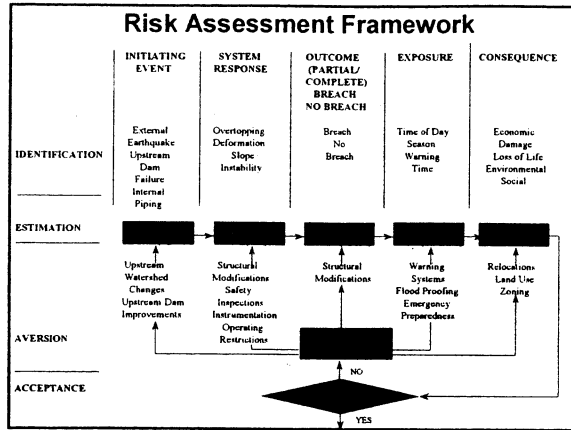 Risk Assessment Framework
INITIATING
EVENT
SYSTEM
RESPONSE
OUTCOME
(PARTIAL/
COMPLETE)
BREACH
NO BREACH
EXPOSURE
CONSEQUENCE
IDENTIFICATION
External
Earthquake
Upstream
Dam
Failure
Internal
Piping
Overtopping
Deformation
Slope
Instability
Breach
No
Breach
Time of Day
Season
Warning
Time
Economic
Damage
Loss of Life
Environmental
Social
ESTIMATION
Upstream
Watershed
Changes
Upstream Dam
Improvements
Structural
Modifications
Safety
Inspections
Instrumentation
Operating
Restrictions
Structural
Modifications
Warning
Systems
Flood Proofing
Emergency
Preparedness
Relocations
Land Use
Zoning
AVERSION
NO
ACCEPTANCE
YES